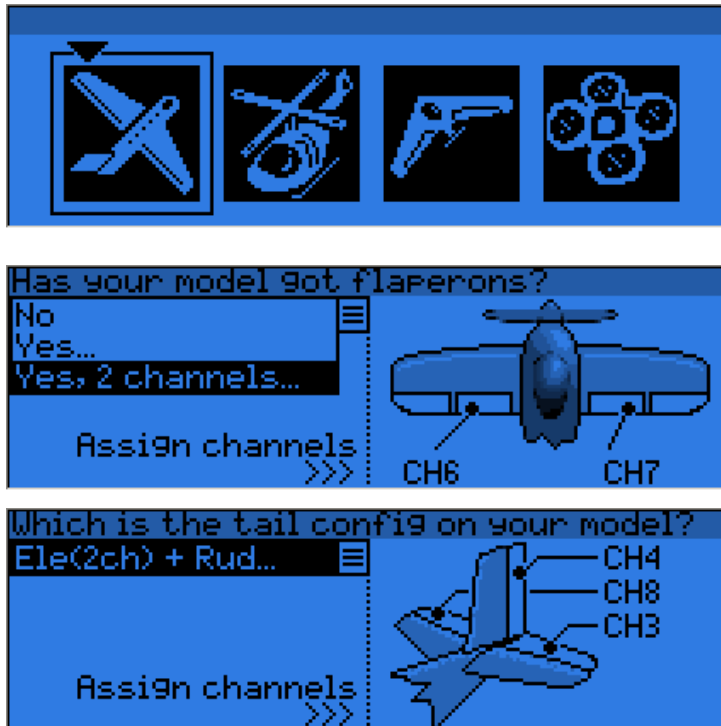 Has your model got flaperons?
No
Yes...
Yes, 2 channels...
Assign channels
>>>
CH6 CH7
Which is the tail config on your model?
Ele(2ch) + Rud...
CH4
CH8
CH3
Assign channels
>>>